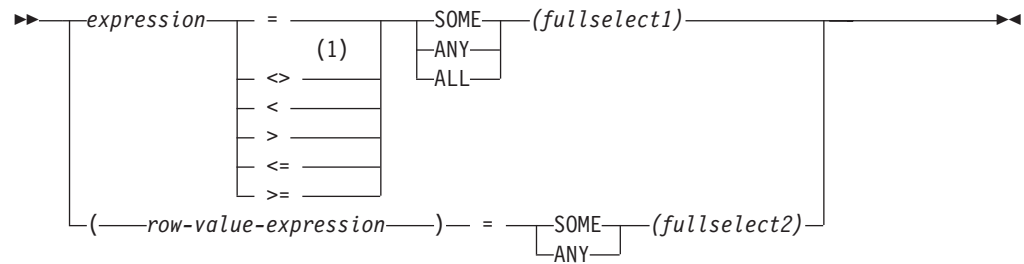 expression = SOME (fullselect1)
(1) ANY
<> ALL
<
>
<=
>=
( row-value-expression ) = SOME (fullselect2)
ANY